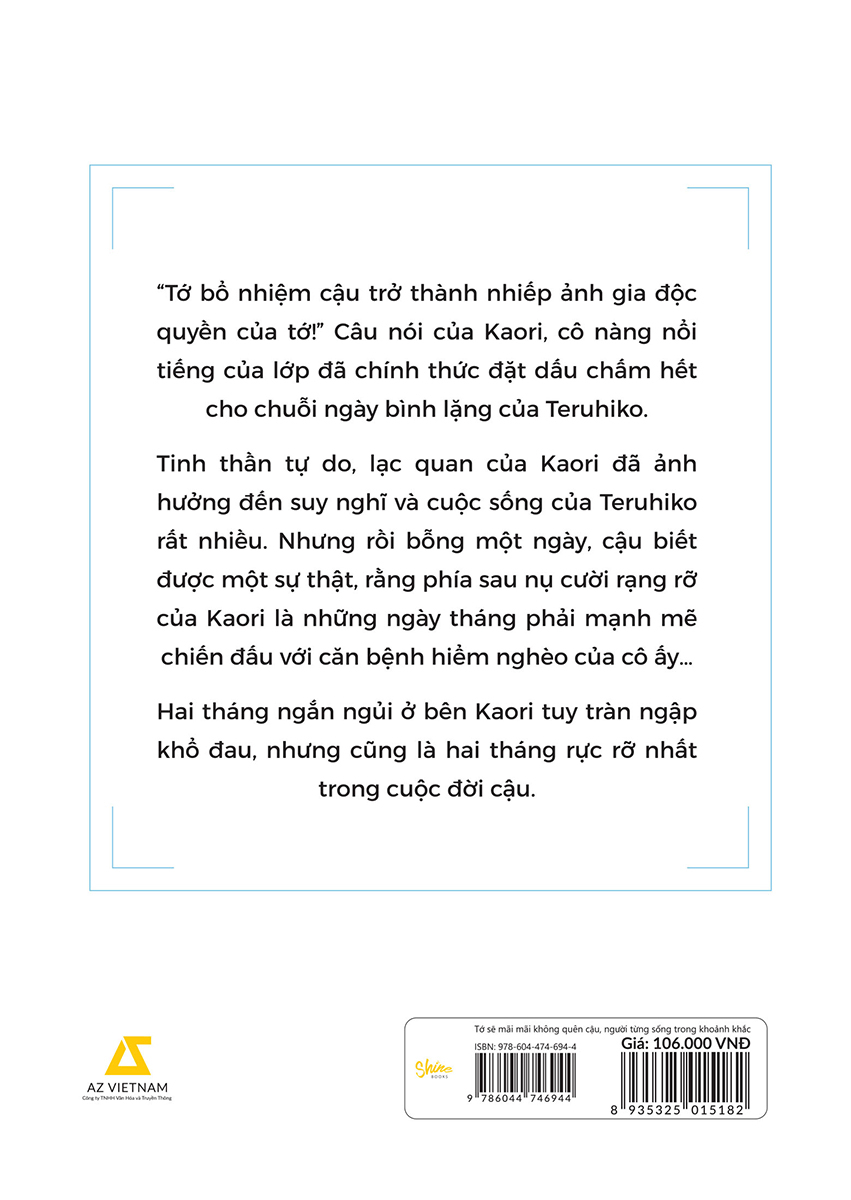 “Tớ bổ nhiệm cậu trở thành nhiếp ảnh gia độc
quyền của tớ!” Câu nói của Kaori, cô nàng nổi
tiếng của lớp đã chính thức đặt dấu chấm hết
cho chuỗi ngày bình lặng của Teruhiko.
Tinh thần tự do, lạc quan của Kaori đã ảnh
hưởng đến suy nghĩ và cuộc sống của Teruhiko
rất nhiều. Nhưng rồi bỗng một ngày, cậu biết
được một sự thật, rằng phía sau nụ cười rạng rỡ
của Kaori là những ngày tháng phải mạnh mẽ
chiến đấu với căn bệnh hiểm nghèo của cô ấy...
Hai tháng ngắn ngủi ở bên Kaori tuy tràn ngập
khổ đau, nhưng cũng là hai tháng rực rỡ nhất
trong cuộc đời cậu.
AZ VIETNAM
Công ty TNHH Văn Hóa và Truyền Thông
Tớ sẽ mãi mãi không quên cậu, người từng sống trong khoảnh khắc
ISBN: 978-604-474-694-4
Giá: 106.000 VNĐ
Shine
BOOKS
9 786044 746944
8 935325 015182